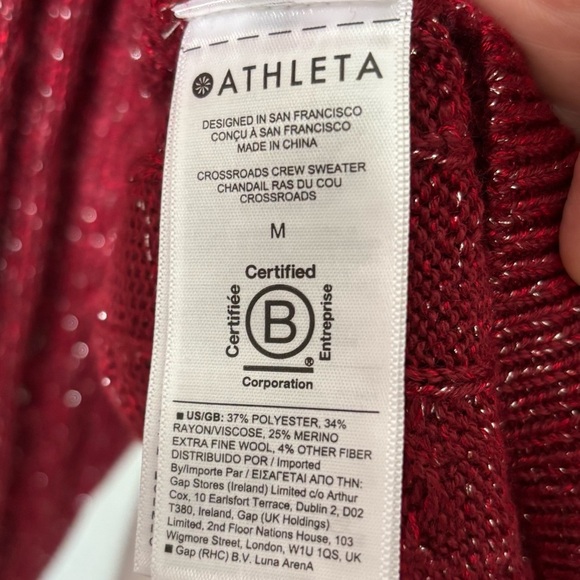 ATHLETA
DESIGNED IN SAN FRANCISCO
CONÇU À SAN FRANCISCO
MADE IN CHINA
CROSSROADS CREW SWEATER
CHANDAIL RAS DU COU
CROSSROADS
M
Certified
Certifiée
B
Entreprise
®
Corporation
■ US/GB: 37% POLYESTER, 34%
RAYON/VISCOSE, 25% MERINO
EXTRA FINE WOOL, 4% OTHER FIBER
DISTRIBUIDO POR / Imported
By/Importe Par / ΕΙΣΑΓΕΤΑΙ ΑΠΟ ΤΗΝ:
Gap Stores (Ireland) Limited c/o Arthur
Cox, 10 Earlsfort Terrace, Dublin 2, D02
T380, Ireland, Gap (UK Holdings)
Limited, 2nd Floor Nations House, 103
Wigmore Street, London, W1U 1QS, UK
■ Gap (RHC) B.V. Luna ArenA